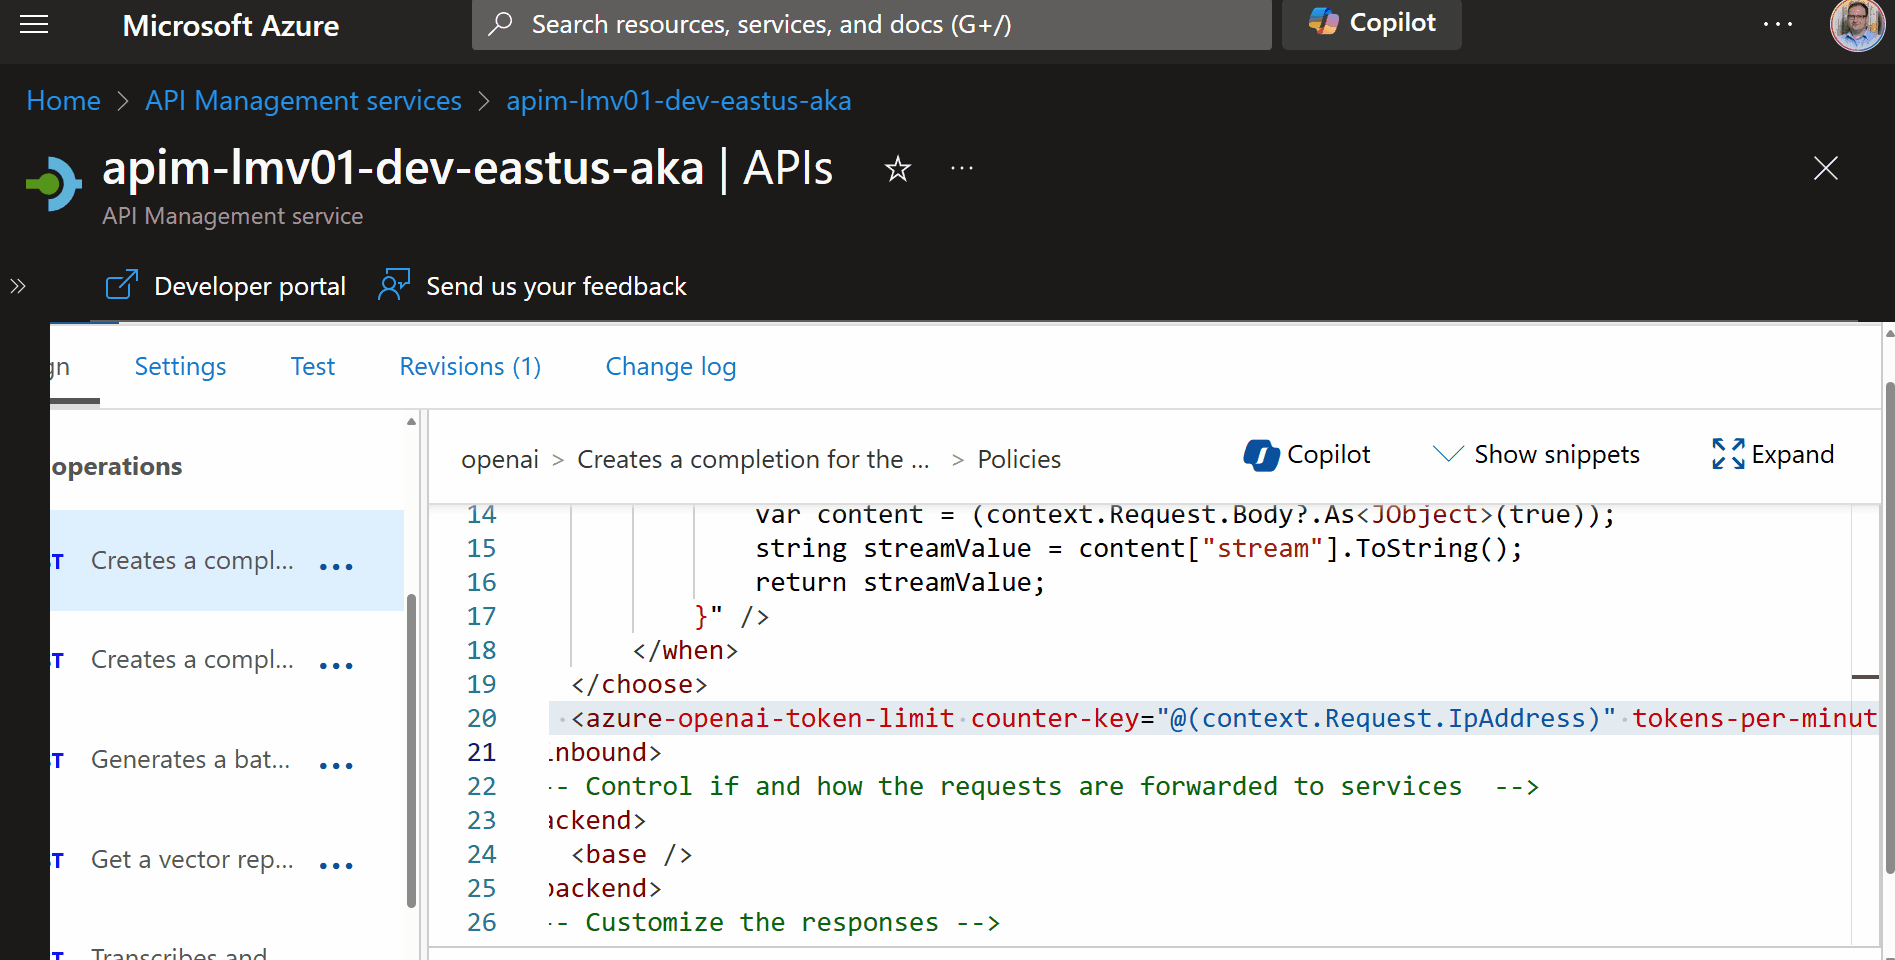 Microsoft Azure
Search resources, services, and docs (G+/)
Copilot
Home > API Management services > apim-lmv01-dev-eastus-aka
apim-lmv01-dev-eastus-aka | APIs
API Management service
Developer portal
Send us your feedback
gn
Settings
Test
Revisions (1)
Change log
operations
T Creates a compl...
T Creates a compl...
T Generates a bat...
T Get a vector rep...
T Transcribes and
openai > Creates a completion for the ... > Policies
Copilot
Show snippets
Expand
14 var content = (context.Request.Body?.As<JObject>(true));
15 string streamValue = content["stream"].ToString();
16 return streamValue;
17 }" />
18 </when>
19 </choose>
20 <azure-openai-token-limit counter-key="@(context.Request.IpAddress)" tokens-per-minut
21 inbound>
22 -- Control if and how the requests are forwarded to services -->
23 ackend>
24 <base />
25 backend>
26 -- Customize the responses -->